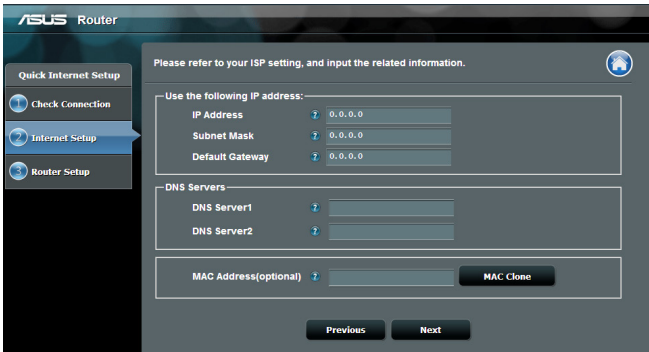 ASUS Router
Quick Internet Setup
1 Check Connection
2 Internet Setup
3 Router Setup
Please refer to your ISP setting, and input the related information.
Use the following IP address:
IP Address ? 0.0.0.0
Subnet Mask ? 0.0.0.0
Default Gateway ? 0.0.0.0
DNS Servers
DNS Server1 ?
DNS Server2 ?
MAC Address(optional) ? MAC Clone
Previous Next